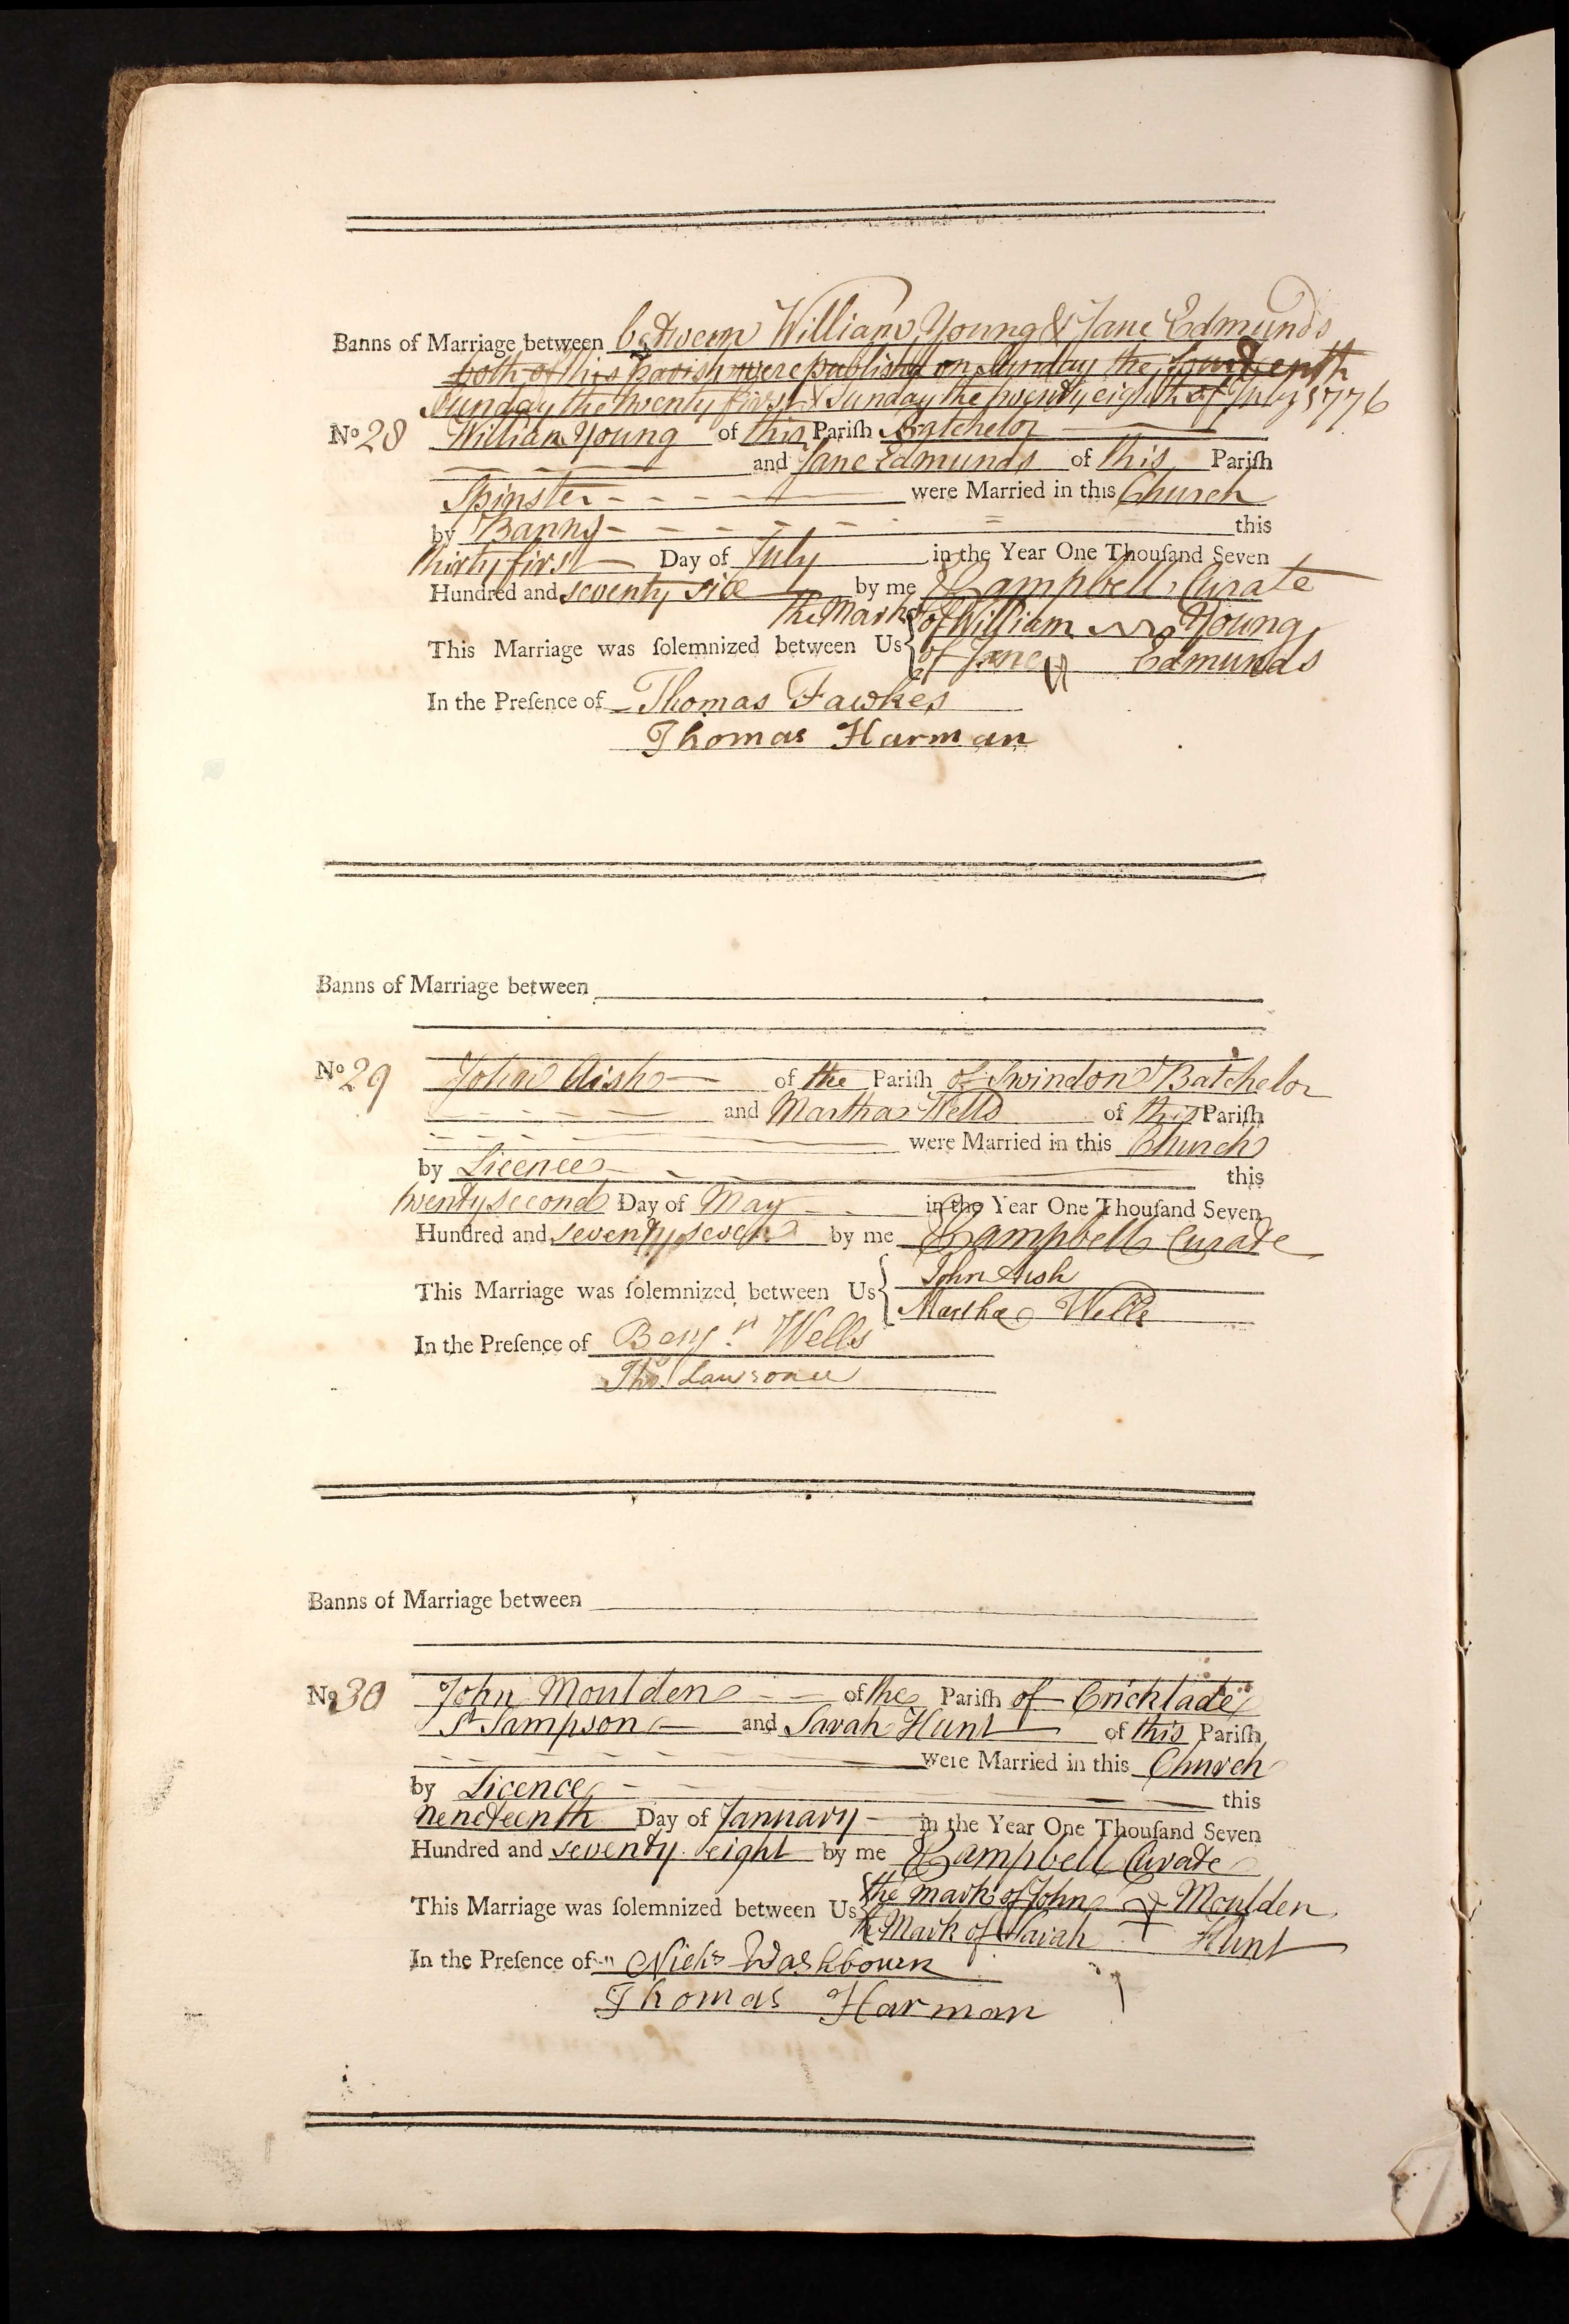 Banns of Marriage between between William Young & Jane Edmunds
both of this parish were publish'd on Sunday the fourteenth
Sunday the twenty first & Sunday the twenty eighth of July 1776
No 28 William Young of this Pariſh Batchelor
and Jane Edmunds of this Pariſh
Spinster were Married in this Church
by Banns this
thirty first Day of July in the Year One Thouſand Seven
Hundred and seventy six by me Campbell Curate
the Mark of William Young
This Marriage was ſolemnized between Us
of Jane Edmunds
In the Preſence of Thomas Fawkes
Thomas Harman
Banns of Marriage between
No 29 John Aish of the Pariſh of Swindon Batchelor
and Martha Wells of this Pariſh
were Married in this Church
by Licence this
twenty second Day of May in the Year One Thouſand Seven
Hundred and seventy seven by me Campbell Curate
John Aish
This Marriage was ſolemnized between Us
Martha Wells
In the Preſence of Benjn Wells
Thos Lawrence
Banns of Marriage between
No 30 John Moulden of the Pariſh of Cricklade
St Sampson and Sarah Hunt of this Pariſh
were Married in this Church
by Licence this
neneteenth Day of January in the Year One Thouſand Seven
Hundred and seventy eight by me Campbell Curate
the mark of John Moulden
This Marriage was ſolemnized between Us
the Mark of Sarah Hunt
In the Preſence of Nichs Washbourn
Thomas Harman